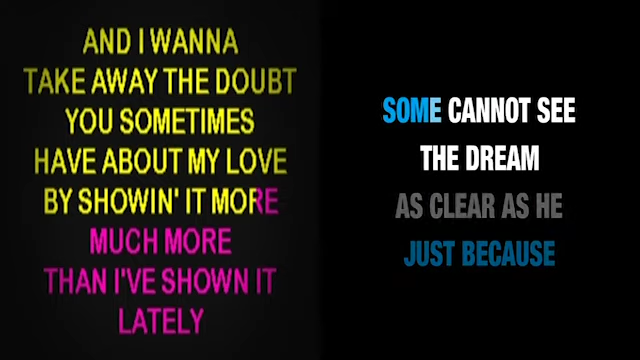 AND I WANNA
TAKE AWAY THE DOUBT
YOU SOMETIMES
HAVE ABOUT MY LOVE
BY SHOWIN' IT MORE
MUCH MORE
THAN I'VE SHOWN IT
LATELY
SOME CANNOT SEE
THE DREAM
AS CLEAR AS HE
JUST BECAUSE